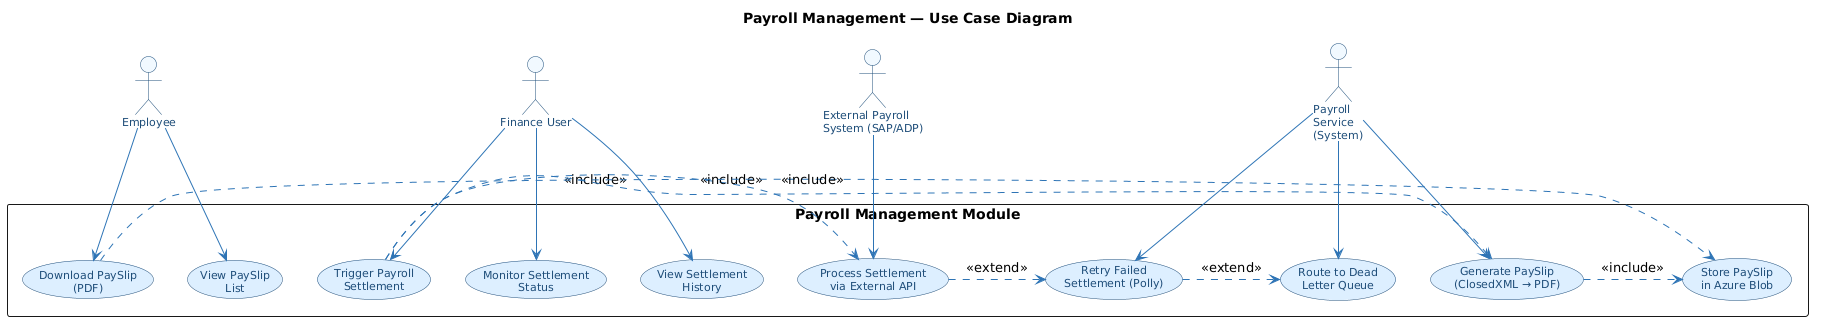 Payroll Management — Use Case Diagram
Employee
Finance User
External Payroll
System (SAP/ADP)
Payroll
Service
(System)
«include»
«include»
«include»
Payroll Management Module
Download PaySlip
(PDF)
View PaySlip
List
Trigger Payroll
Settlement
Monitor Settlement
Status
View Settlement
History
Process Settlement
via External API
«extend»
Retry Failed
Settlement (Polly)
«extend»
Route to Dead
Letter Queue
Generate PaySlip
(ClosedXML → PDF)
«include»
Store PaySlip
in Azure Blob